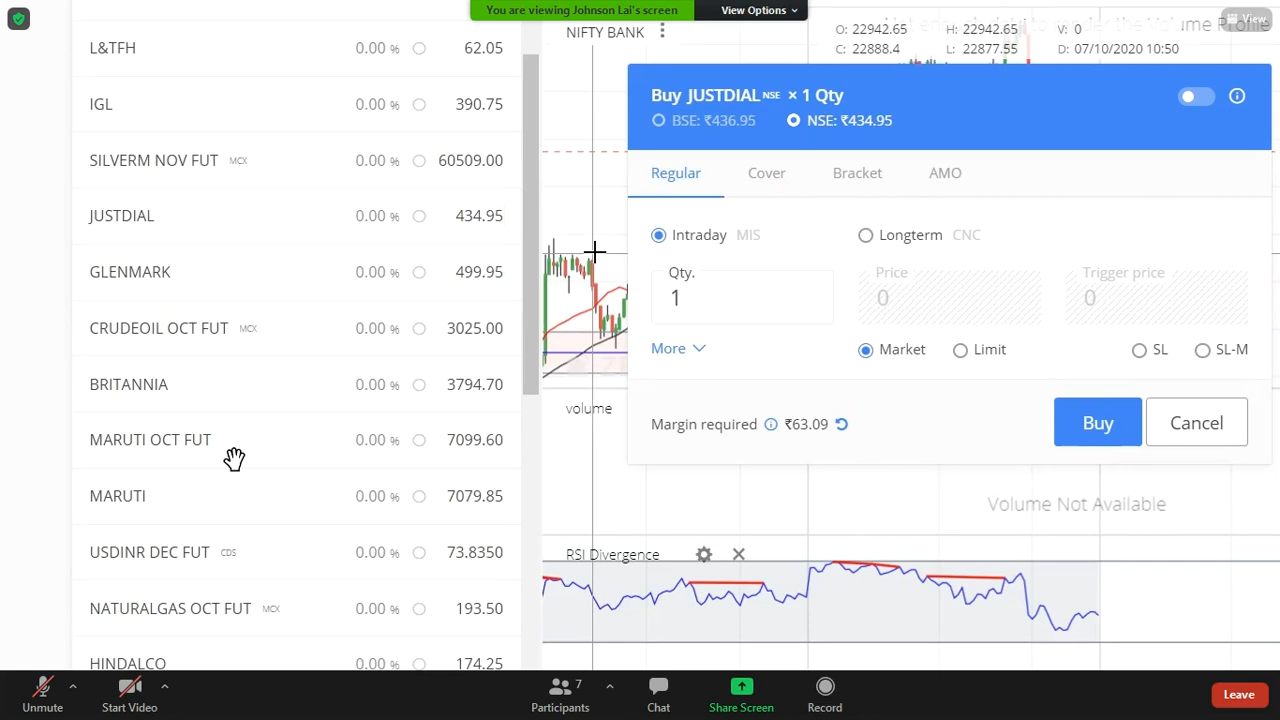 You are viewing Johnson Lai's screen
View Options
View
L&TFH 0.00 % 62.05
IGL 0.00 % 390.75
SILVERM NOV FUT MCX 0.00 % 60509.00
JUSTDIAL 0.00 % 434.95
GLENMARK 0.00 % 499.95
CRUDEOIL OCT FUT MCX 0.00 % 3025.00
BRITANNIA 0.00 % 3794.70
MARUTI OCT FUT 0.00 % 7099.60
MARUTI 0.00 % 7079.85
USDINR DEC FUT CDS 0.00 % 73.8350
NATURALGAS OCT FUT MCX 0.00 % 193.50
HINDALCO 0.00 % 174.25
NIFTY BANK
to render the Volume Profile
O: 22942.65 H: 22942.65 V: 0
C: 22888.4 L: 22877.55 D: 07/10/2020 10:50
Buy JUSTDIAL NSE × 1 Qty
BSE: ₹436.95 NSE: ₹434.95
Regular Cover Bracket AMO
Intraday MIS Longterm CNC
Qty. Price Trigger price
1 0 0
More Market Limit SL SL-M
Margin required ₹63.09 Buy Cancel
volume
Volume Not Available
RSI Divergence
Unmute Start Video Participants 7 Chat Share Screen Record Leave